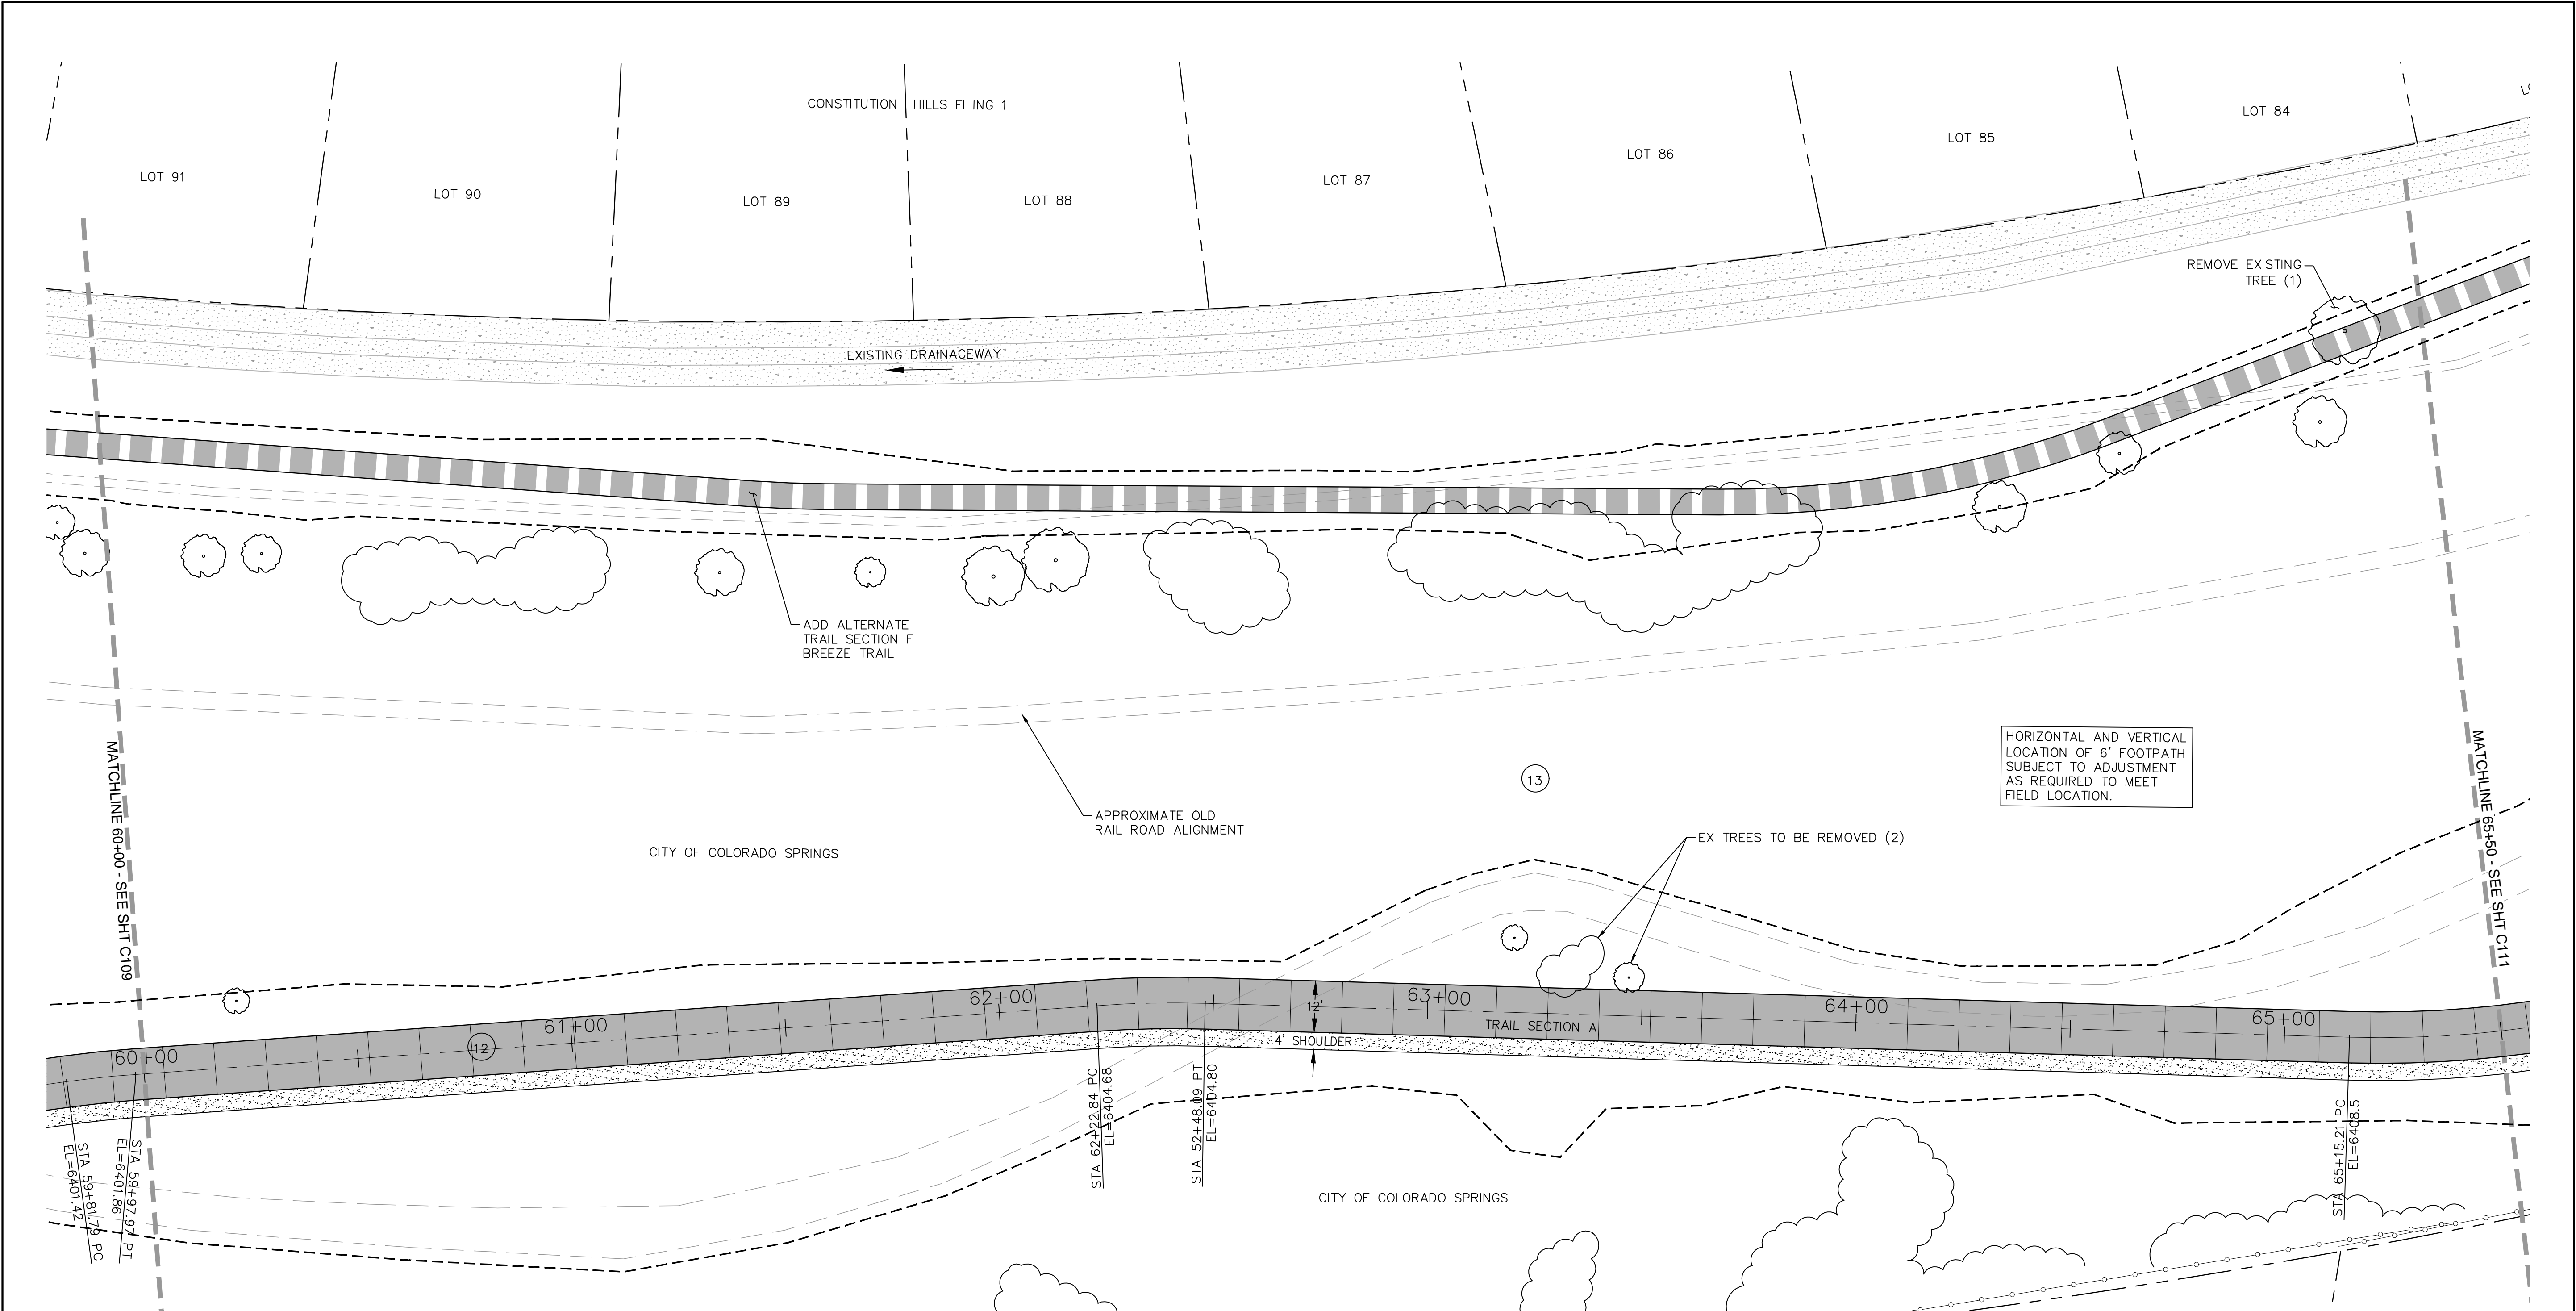 CONSTITUTION HILLS FILING 1
LOT 91
LOT 90
LOT 89
LOT 88
LOT 87
LOT 86
LOT 85
LOT 84
REMOVE EXISTING
TREE (1)
EXISTING DRAINAGEWAY
ADD ALTERNATE
TRAIL SECTION F
BREEZE TRAIL
MATCHLINE 60+00 - SEE SHT C109
APPROXIMATE OLD
RAIL ROAD ALIGNMENT
CITY OF COLORADO SPRINGS
13
HORIZONTAL AND VERTICAL
LOCATION OF 6' FOOTPATH
SUBJECT TO ADJUSTMENT
AS REQUIRED TO MEET
FIELD LOCATION.
MATCHLINE 65+50 - SEE SHT C111
EX TREES TO BE REMOVED (2)
60+00
61+00
62+00
63+00
64+00
65+00
12
12'
TRAIL SECTION A
4' SHOULDER
STA 59+81.79 PC
EL=6401.42
STA 59+97.97 PT
EL=6401.86
STA 62+22.84 PC
EL=6404.68
STA 52+48.09 PT
EL=6404.80
STA 65+15.21 PC
EL=6408.5
CITY OF COLORADO SPRINGS